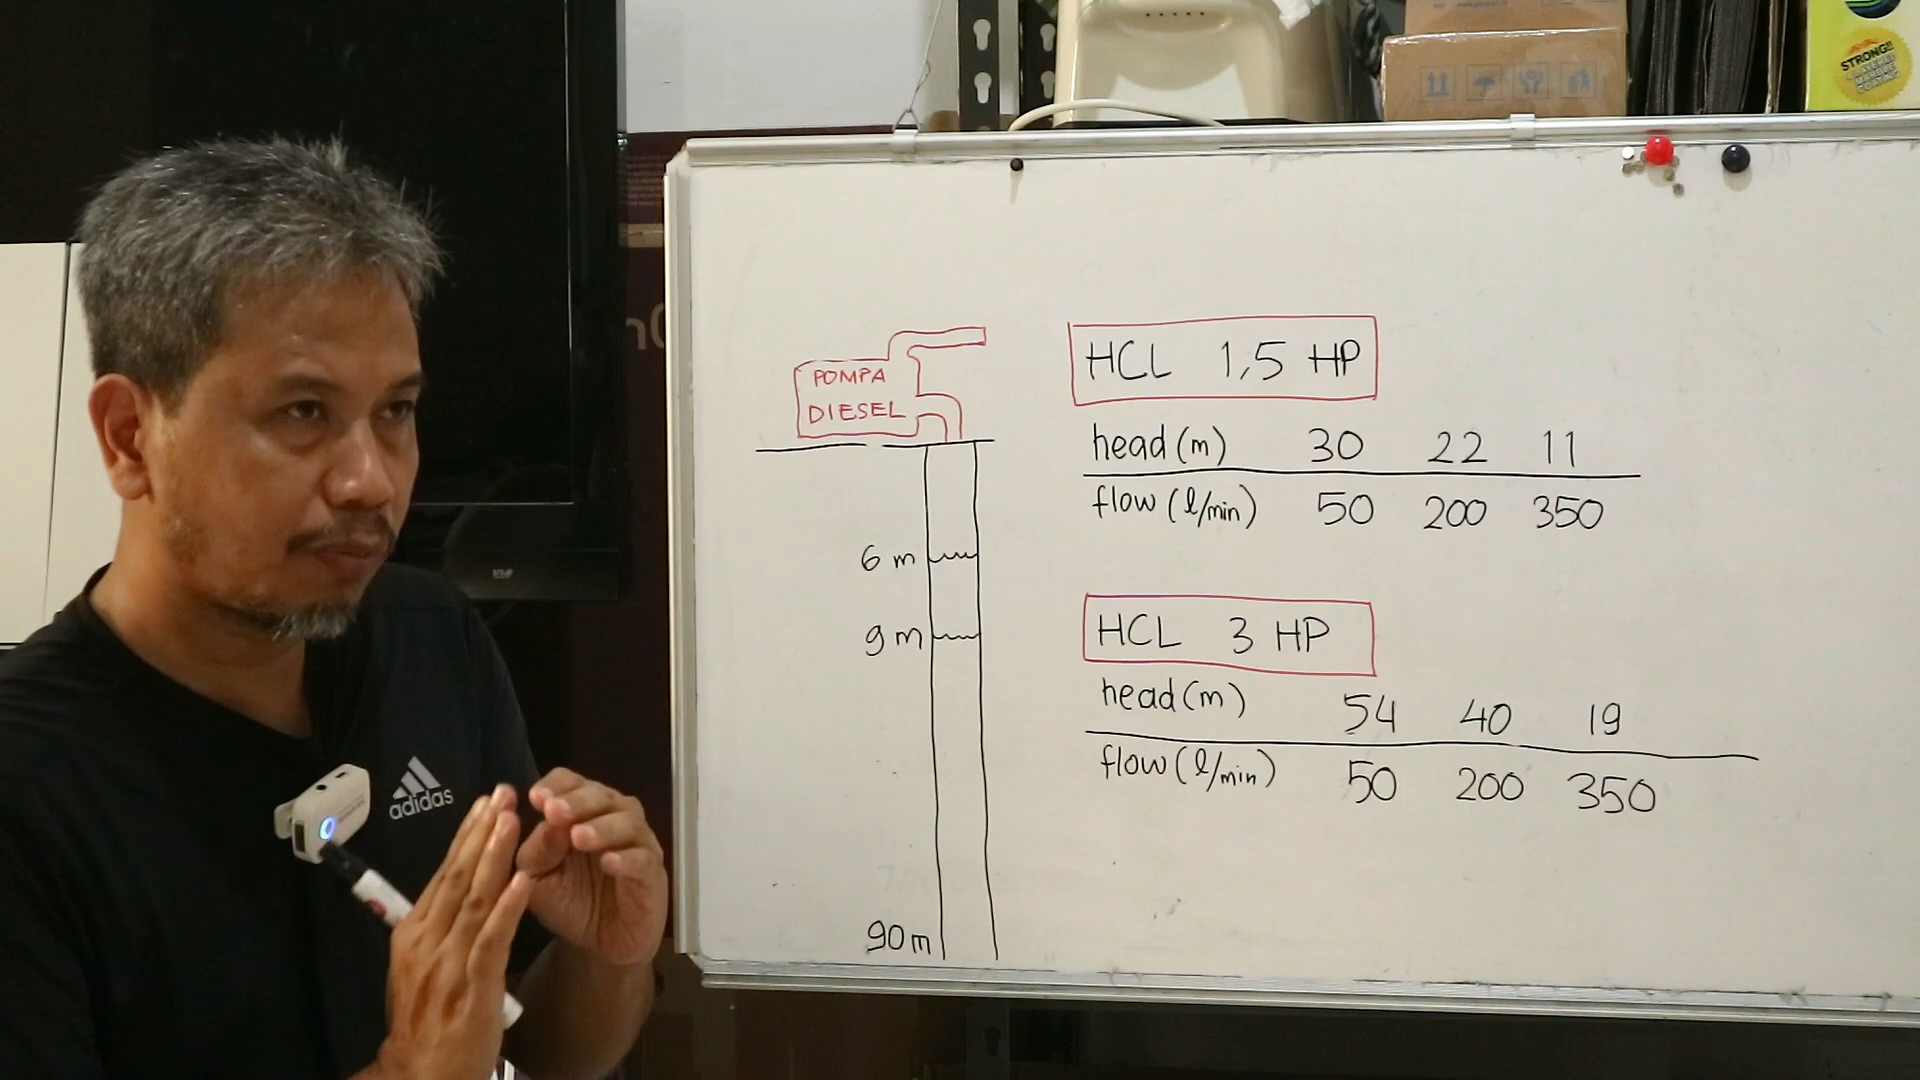 STRONG!!
adidas
POMPA
DIESEL
6 m
9 m
90 m
HCL 1,5 HP
head (m) 30 22 11
flow (l/min) 50 200 350
HCL 3 HP
head (m) 54 40 19
flow (l/min) 50 200 350